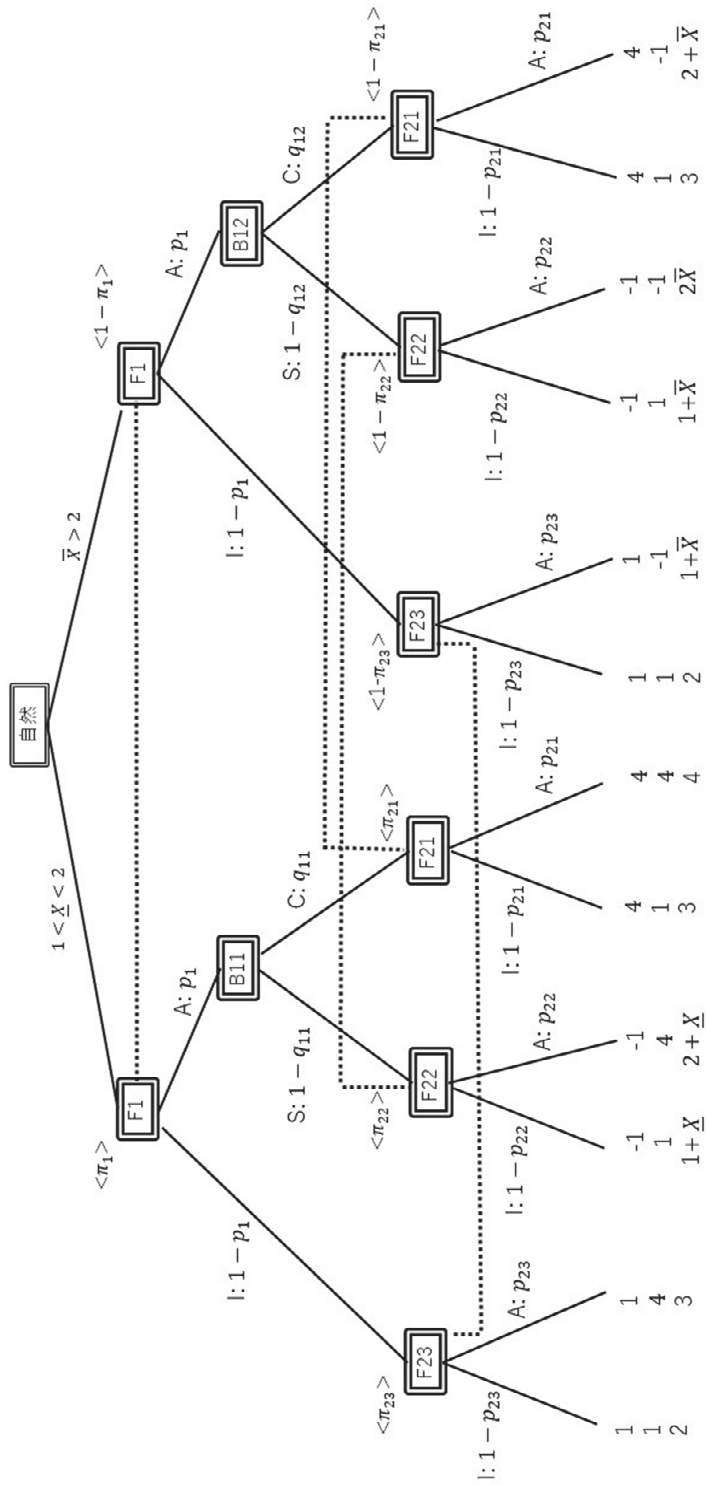 自然
1 < X̲ < 2
X̅ > 2
<π₁>
F1
<1 − π₁>
F1
I: 1 − p₁
A: p₁
I: 1 − p₁
A: p₁
B11
B12
S: 1 − q₁₁
C: q₁₁
S: 1 − q₁₂
C: q₁₂
<π₂₃>
F23
<π₂₂>
F22
<π₂₁>
F21
<1-π₂₃>
F23
<1 − π₂₂>
F22
<1 − π₂₁>
F21
I: 1 − p₂₃
A: p₂₃
I: 1 − p₂₂
A: p₂₂
I: 1 − p₂₁
A: p₂₁
I: 1 − p₂₃
A: p₂₃
I: 1 − p₂₂
A: p₂₂
I: 1 − p₂₁
A: p₂₁
1 1 -1 -1 4 4 1 1 -1 -1 4 4
1 4 1 4 1 4 1 -1 1 -1 1 -1
2 3 1+X̲ 2 + X̲ 3 4 2 1+X̅ 1+X̅ 2X̅ 3 2 + X̅